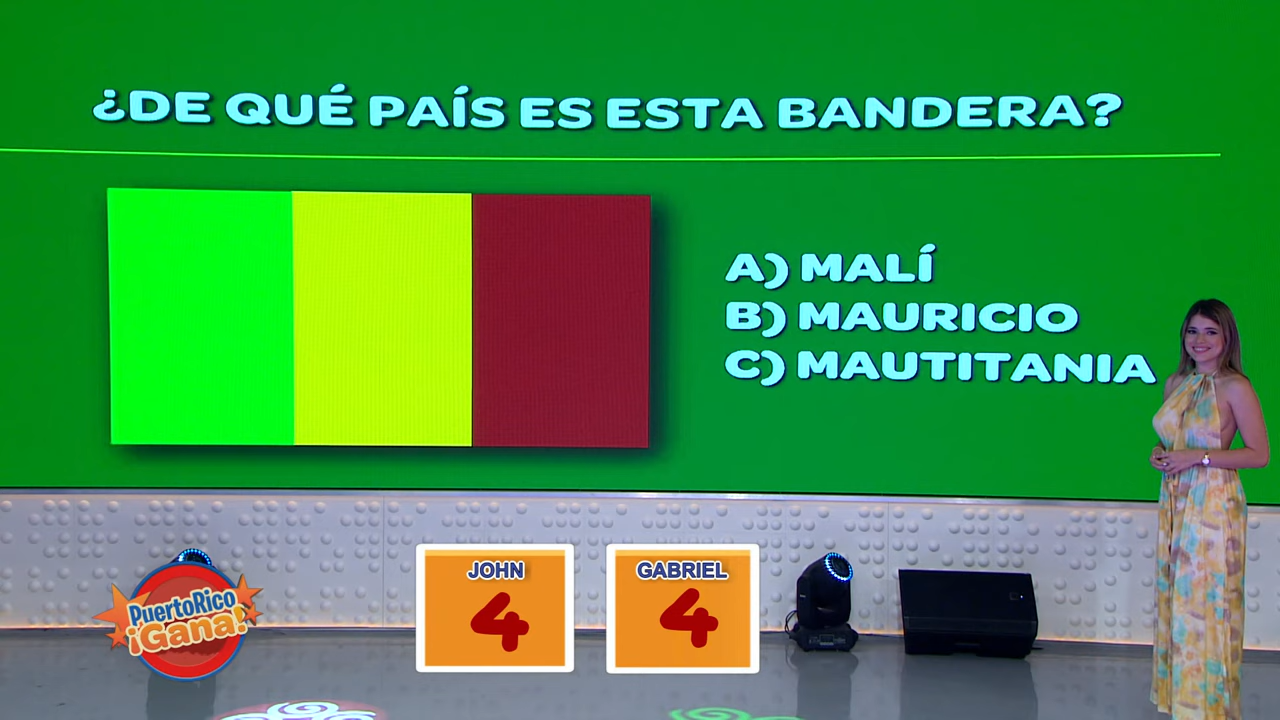 ¿DE QUÉ PAÍS ES ESTA BANDERA?
A) MALÍ
B) MAURICIO
C) MAUTITANIA
JOHN
4
GABRIEL
4
PuertoRico
¡Gana!